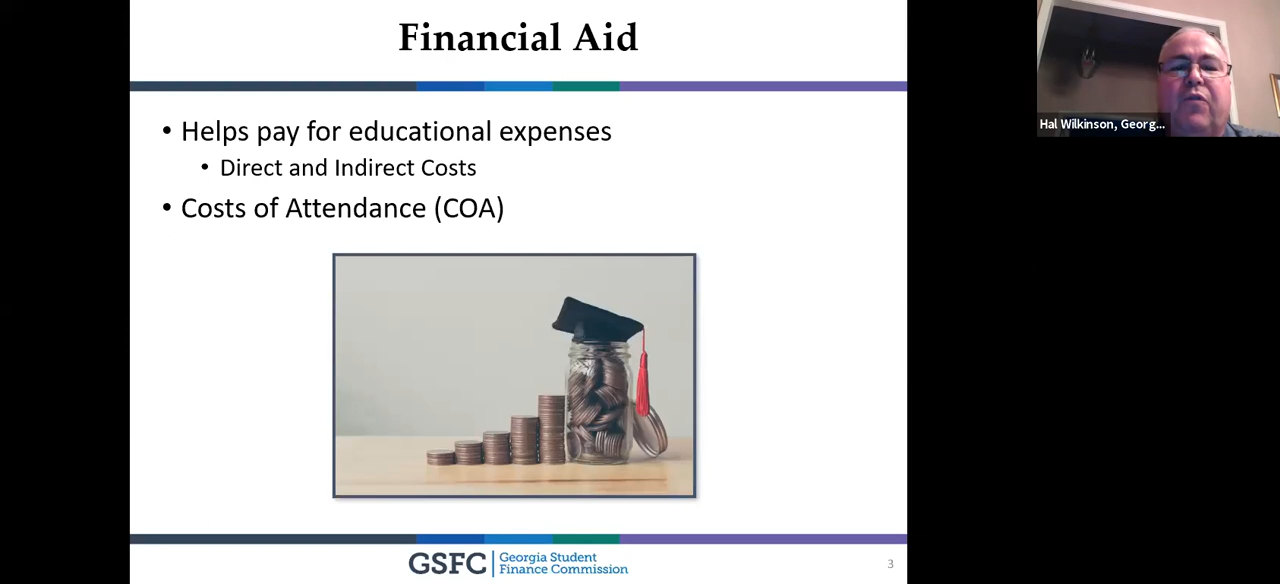 Financial Aid
• Helps pay for educational expenses
• Direct and Indirect Costs
• Costs of Attendance (COA)
Hal Wilkinson, Georg...
GSFC
Georgia Student
Finance Commission
3